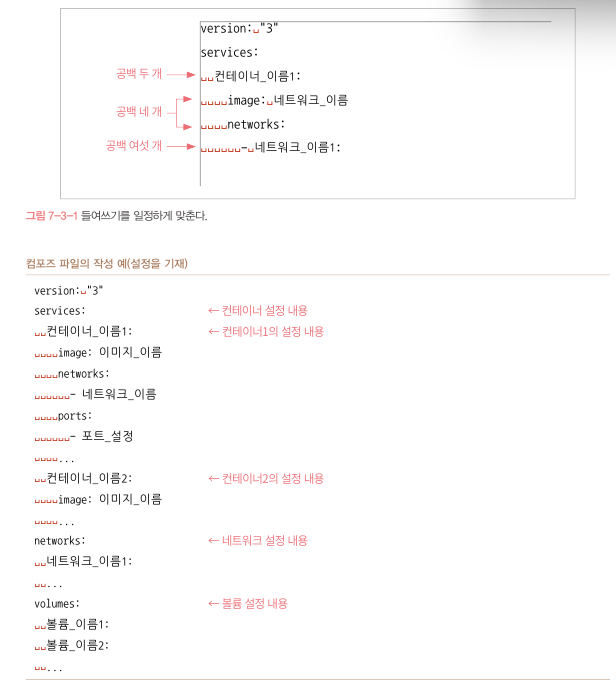 version:␣"3"
services:
공백 두 개
␣␣컨테이너_이름1:
공백 네 개
␣␣␣␣image:␣네트워크_이름
␣␣␣␣networks:
공백 여섯 개
␣␣␣␣␣␣-␣네트워크_이름1:
그림 7-3-1 들여쓰기를 일정하게 맞춘다.
컴포즈 파일의 작성 예(설정을 기재)
version:␣"3"
services: ← 컨테이너 설정 내용
␣␣컨테이너_이름1: ← 컨테이너1의 설정 내용
␣␣␣␣image: 이미지_이름
␣␣␣␣networks:
␣␣␣␣␣␣- 네트워크_이름
␣␣␣␣ports:
␣␣␣␣␣␣- 포트_설정
␣␣␣␣...
␣␣컨테이너_이름2: ← 컨테이너2의 설정 내용
␣␣␣␣image: 이미지_이름
␣␣␣␣...
networks: ← 네트워크 설정 내용
␣␣네트워크_이름1:
␣␣...
volumes: ← 볼륨 설정 내용
␣␣볼륨_이름1:
␣␣볼륨_이름2:
␣␣...